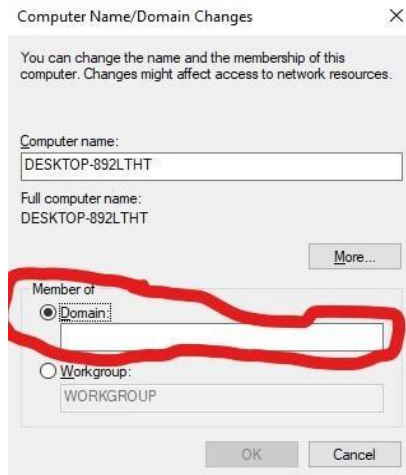 Computer Name/Domain Changes
You can change the name and the membership of this
computer. Changes might affect access to network resources.
Computer name:
DESKTOP-892LTHT
Full computer name:
DESKTOP-892LTHT
More...
Member of
Domain:
Workgroup:
WORKGROUP
OK Cancel